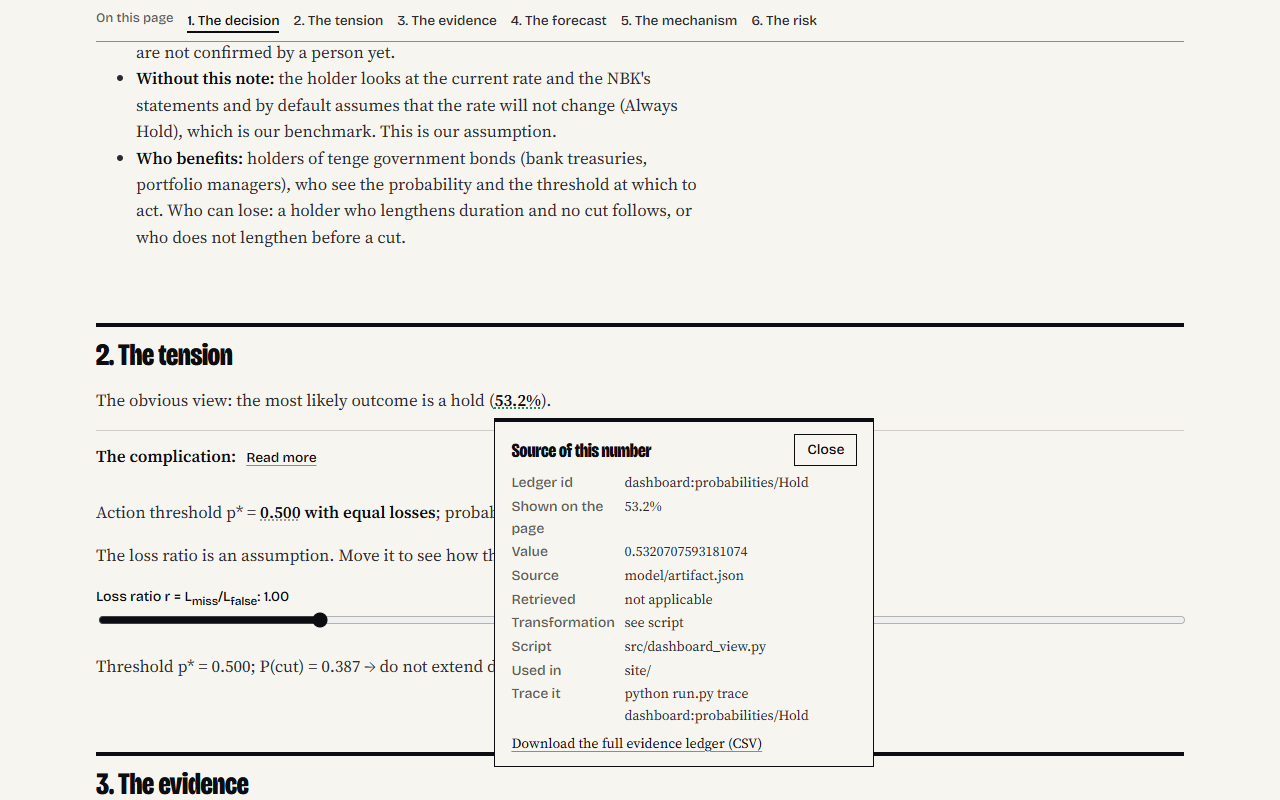 On this page 1. The decision 2. The tension 3. The evidence 4. The forecast 5. The mechanism 6. The risk
are not confirmed by a person yet.
Without this note: the holder looks at the current rate and the NBK's
statements and by default assumes that the rate will not change (Always
Hold), which is our benchmark. This is our assumption.
Who benefits: holders of tenge government bonds (bank treasuries,
portfolio managers), who see the probability and the threshold at which to
act. Who can lose: a holder who lengthens duration and no cut follows, or
who does not lengthen before a cut.
2. The tension
The obvious view: the most likely outcome is a hold (53.2%).
The complication: Read more
Action threshold p* = 0.500 with equal losses;
The loss ratio is an assumption. Move it to see how
Loss ratio r = Lmiss/Lfalse: 1.00
Threshold p* = 0.500; P(cut) = 0.387 → do not extend
Source of this number
Close
Ledger id dashboard:probabilities/Hold
Shown on the page 53.2%
Value 0.5320707593181074
Source model/artifact.json
Retrieved not applicable
Transformation see script
Script src/dashboard_view.py
Used in site/
Trace it python run.py trace
dashboard:probabilities/Hold
Download the full evidence ledger (CSV)
3. The evidence